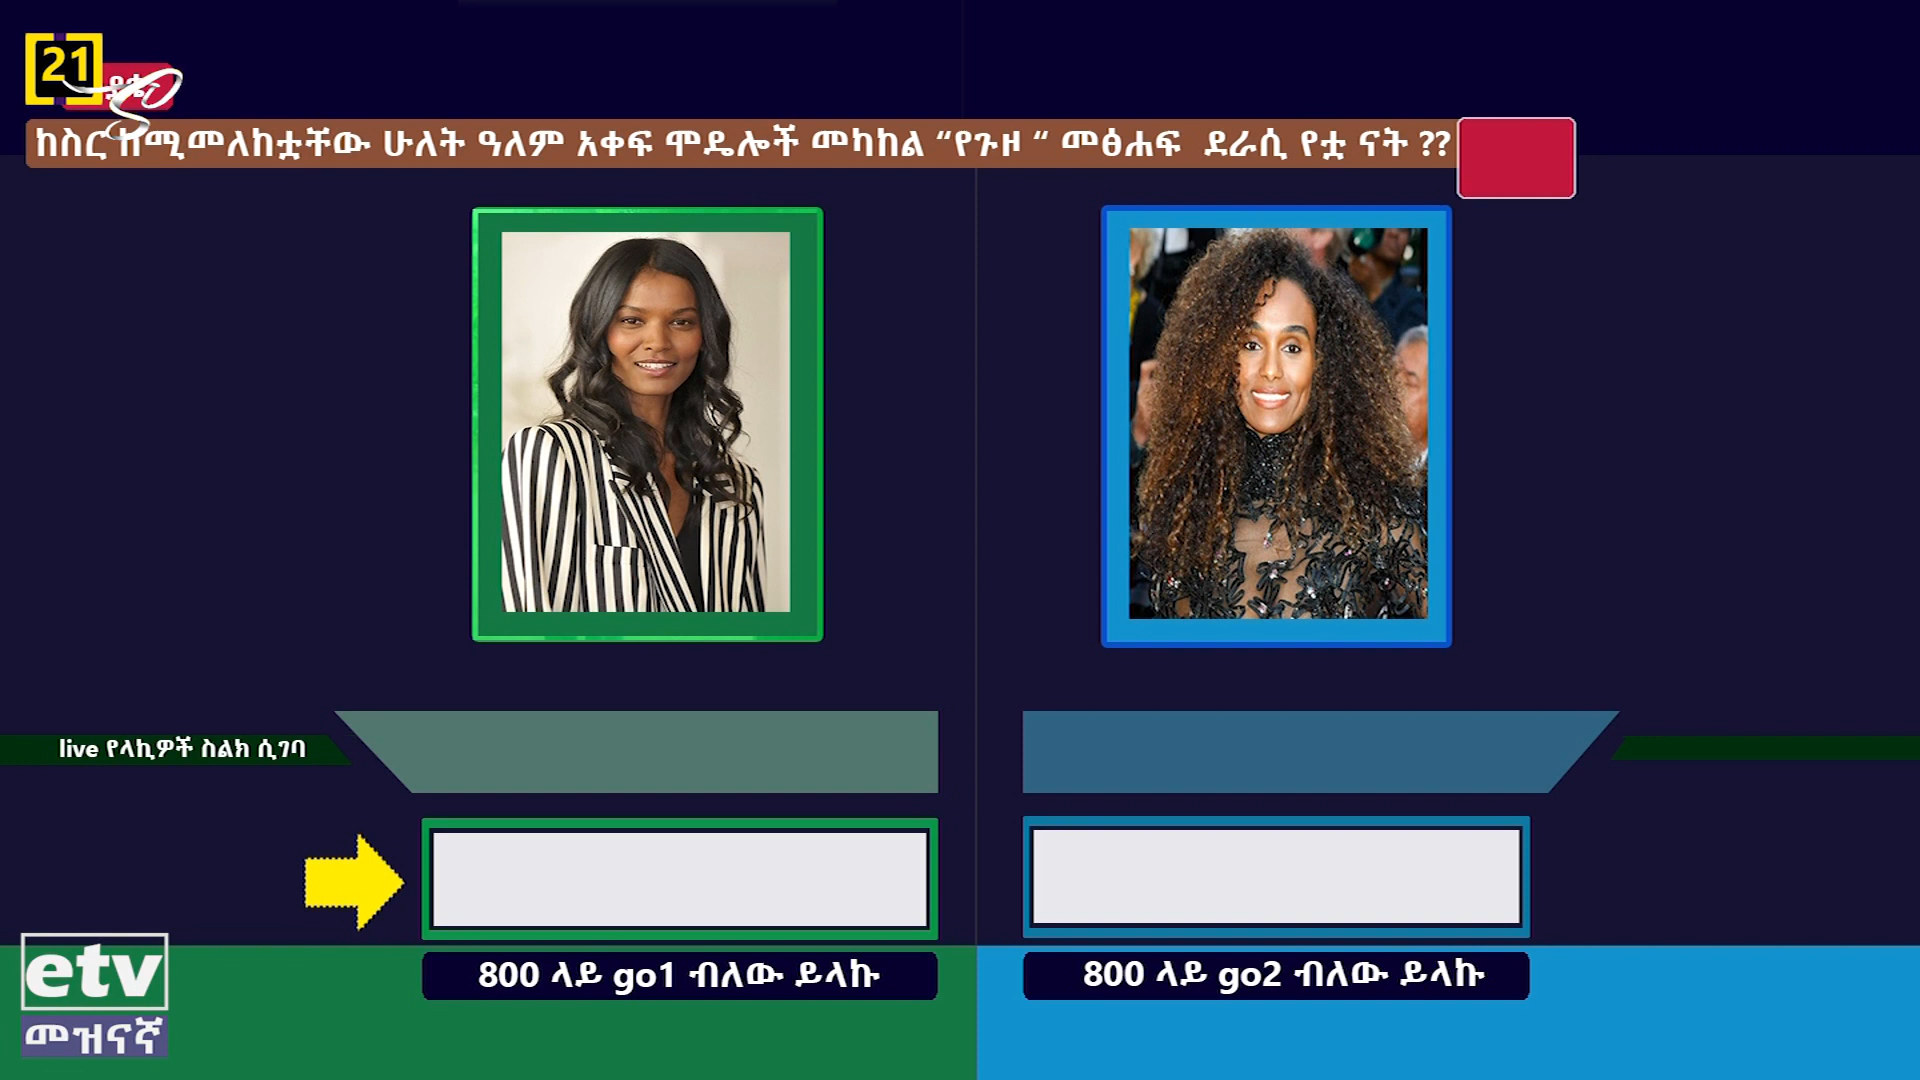 21
ከስር ከሚመለከቷቸው ሁለት ዓለም አቀፍ ሞዴሎች መካከል “የጉዞ “ መፅሐፍ ደራሲ የቷ ናት ??
live የላኪዎች ስልክ ሲገባ
800 ላይ go1 ብለው ይላኩ
800 ላይ go2 ብለው ይላኩ
etv
መዝናኛ